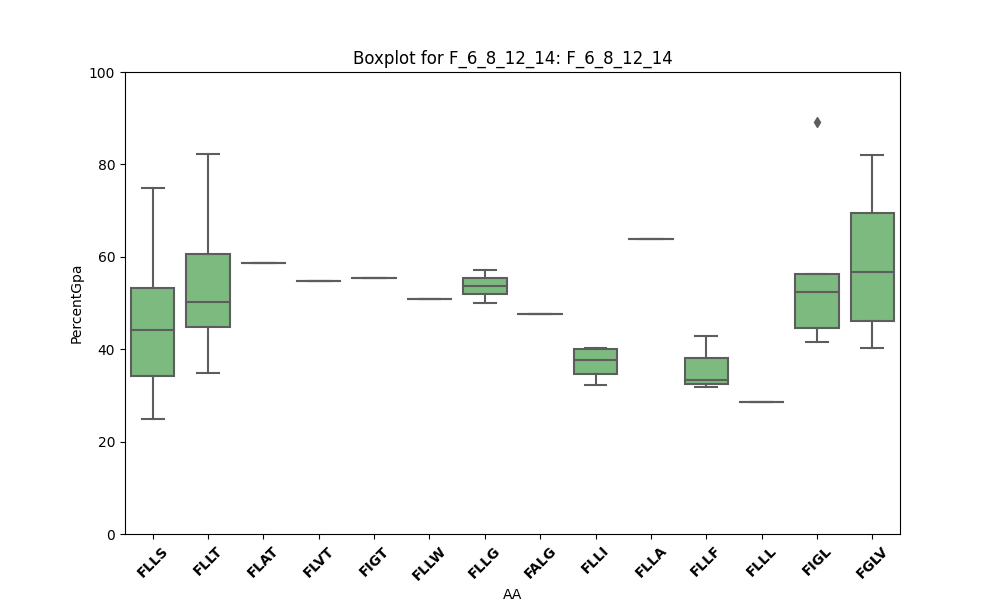 Boxplot for F_6_8_12_14: F_6_8_12_14
100
80
60
40
20
0
PercentGpa
FLLS FLLT FLAT FLVT FIGT FLLW FLLG FALG FLLI FLLA FLLF FLLL FIGL FGLV
AA